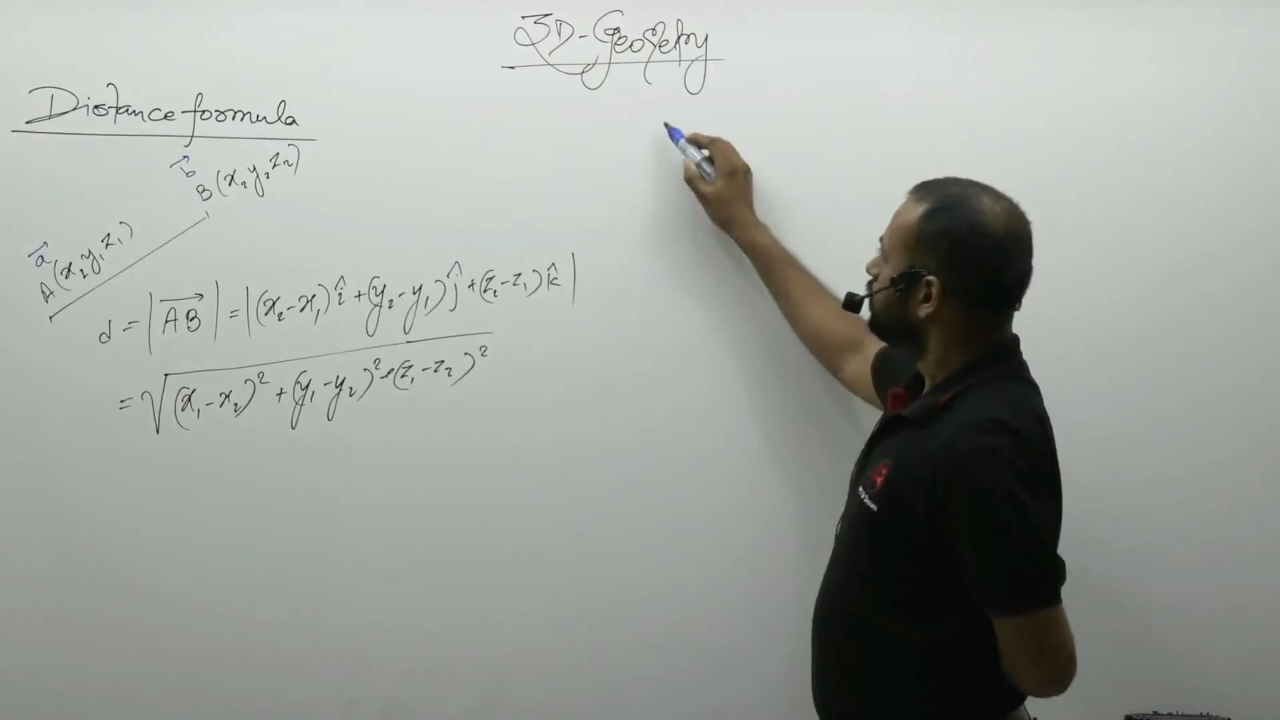 3D-Geometry
Distance formula
b⃗
B(x₂y₂z₂)
a⃗
A(x₂y₁z₁)
d = |AB⃗| = |(x₂-x₁)î+(y₂-y₁)ĵ+(z₂-z₁)k̂|
= √(x₁-x₂)²+(y₁-y₂)²+(z₁-z₂)²